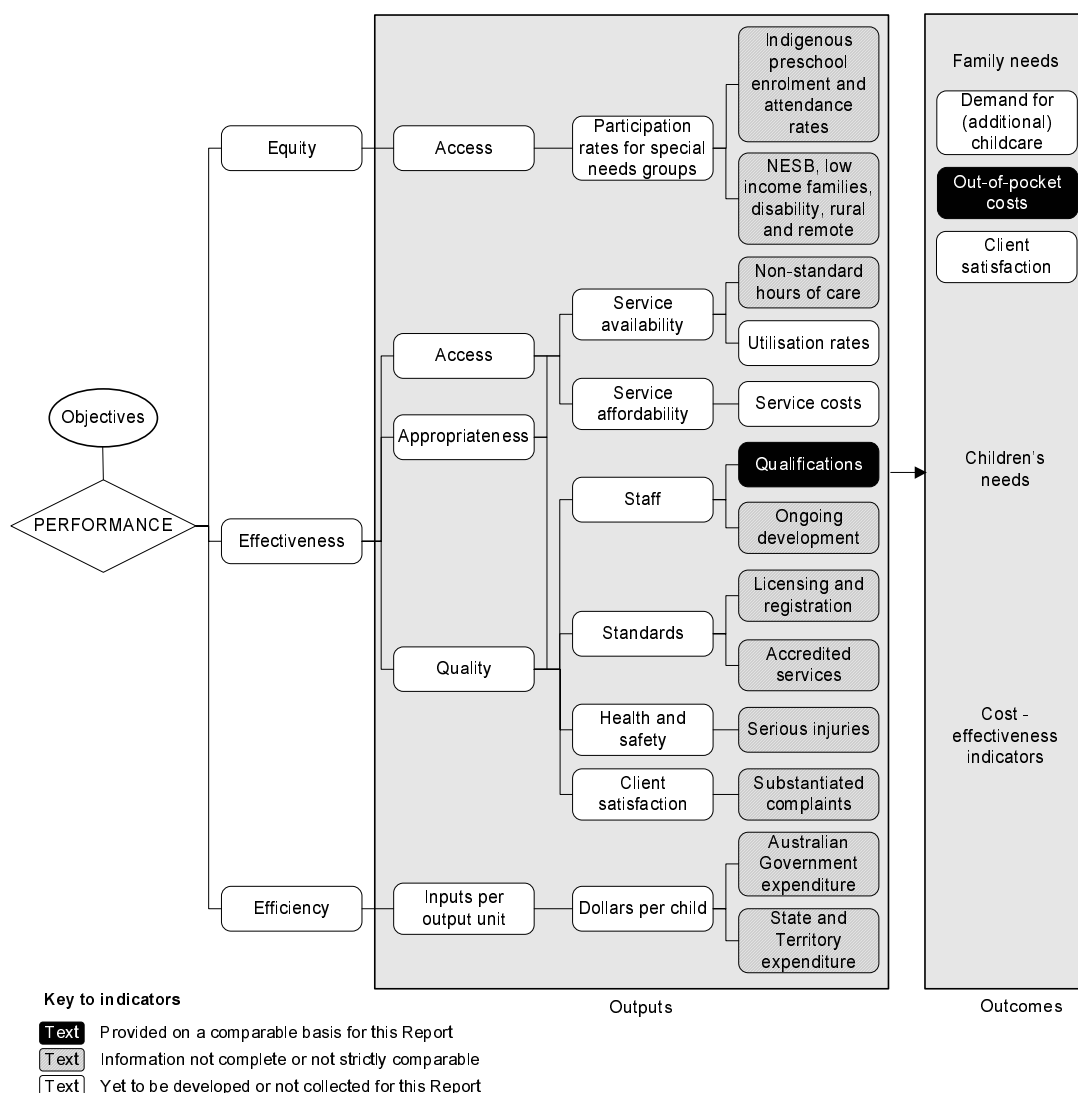 Objectives
PERFORMANCE
Equity
Effectiveness
Efficiency
Access
Access
Appropriateness
Quality
Inputs per
output unit
Participation
rates for special
needs groups
Service
availability
Service
affordability
Staff
Standards
Health and
safety
Client
satisfaction
Dollars per child
Indigenous
preschool
enrolment and
attendance
rates
NESB, low
income families,
disability, rural
and remote
Non-standard
hours of care
Utilisation rates
Service costs
Qualifications
Ongoing
development
Licensing and
registration
Accredited
services
Serious injuries
Substantiated
complaints
Australian
Government
expenditure
State and
Territory
expenditure
Outputs
Family needs
Demand for
(additional)
childcare
Out-of-pocket
costs
Client
satisfaction
Children's
needs
Cost -
effectiveness
indicators
Outcomes
Key to indicators
Text Provided on a comparable basis for this Report
Text Information not complete or not strictly comparable
Text Yet to be developed or not collected for this Report